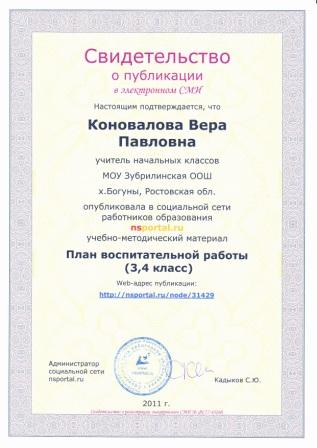 Свидетельство
о публикации
в электронном СМИ
Настоящим подтверждается, что
Коновалова Вера
Павловна
учитель начальных классов
МОУ Зубрилинская ООШ
х.Богуны, Ростовская обл.
опубликовала в социальной сети
работников образования
nsportal.ru
учебно-методический материал
План воспитательной работы
(3,4 класс)
Web-адрес публикации:
http://nsportal.ru/node/31429
Администратор
социальной сети
nsportal.ru
Кадыков С.Ю.
2011 г.
Свидетельство о регистрации